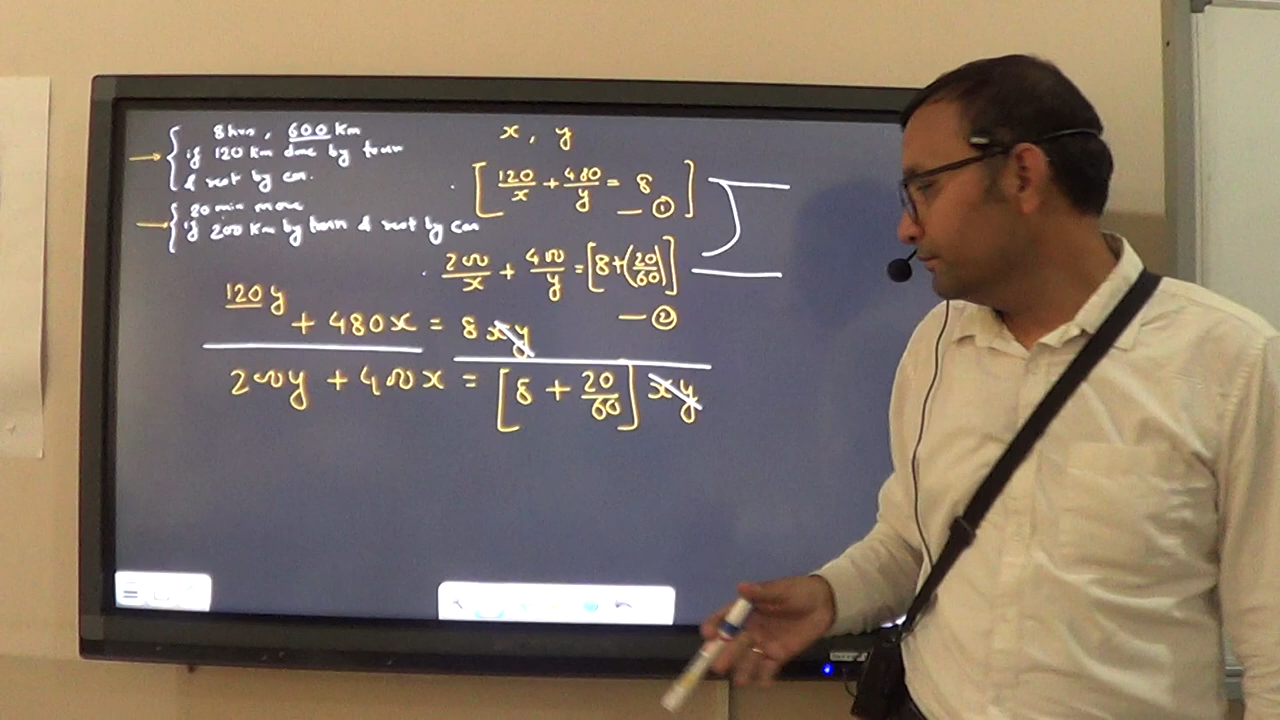 8 hrs, 600 Km
if 120 Km done by train
& rest by car.
20 min more
if 200 Km by train & rest by car
x, y
[120/x + 480/y = 8] — ①
200/x + 400/y = [8+(20/60)] — ②
120y + 480x = 8xy
200y + 400x = [8 + 20/60] xy